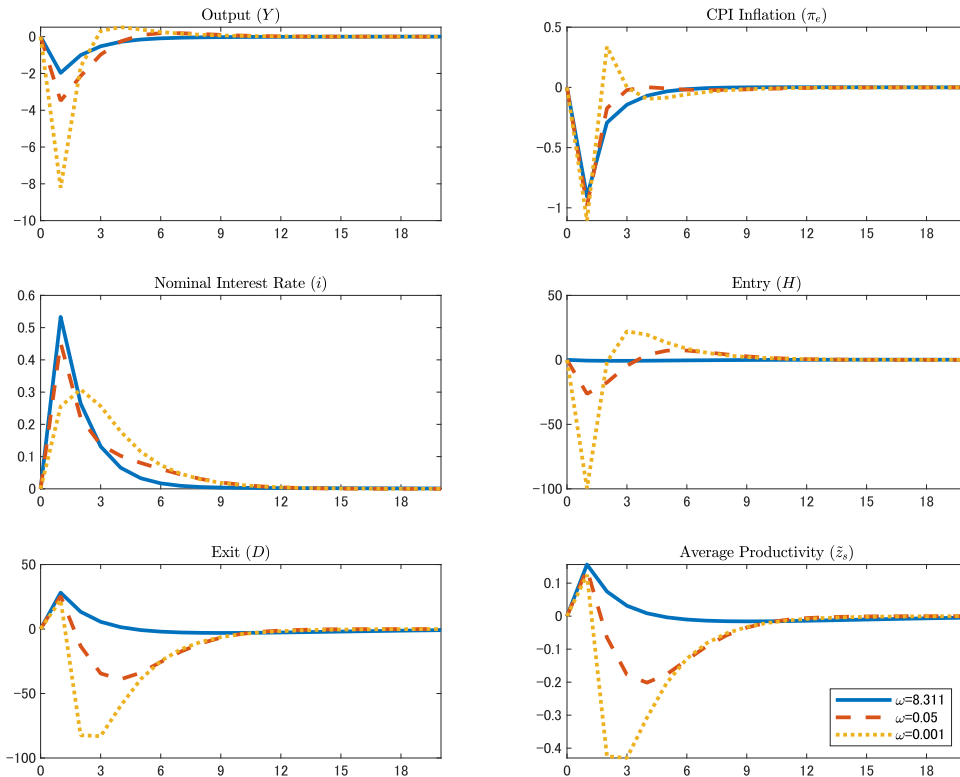 Output (Y)
0
−2
−4
−6
−8
−10
0 3 6 9 12 15 18
CPI Inflation (π_e)
0.5
0
−0.5
−1
0 3 6 9 12 15 18
Nominal Interest Rate (i)
0.6
0.5
0.4
0.3
0.2
0.1
0
0 3 6 9 12 15 18
Entry (H)
50
0
−50
−100
0 3 6 9 12 15 18
Exit (D)
50
0
−50
−100
0 3 6 9 12 15 18
Average Productivity (z̃_s)
0.1
0
−0.1
−0.2
−0.3
−0.4
0 3 6 9 12 15 18
ω=8.311
ω=0.05
ω=0.001